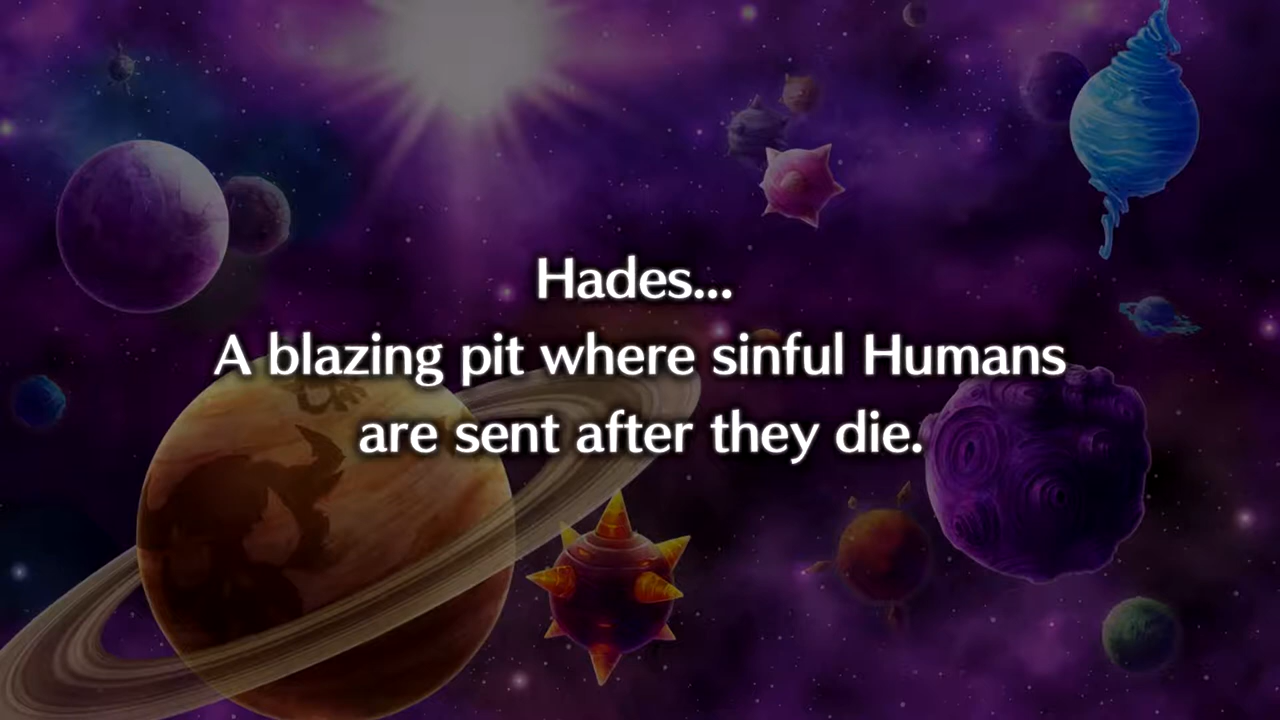 Hades...
A blazing pit where sinful Humans
are sent after they die.